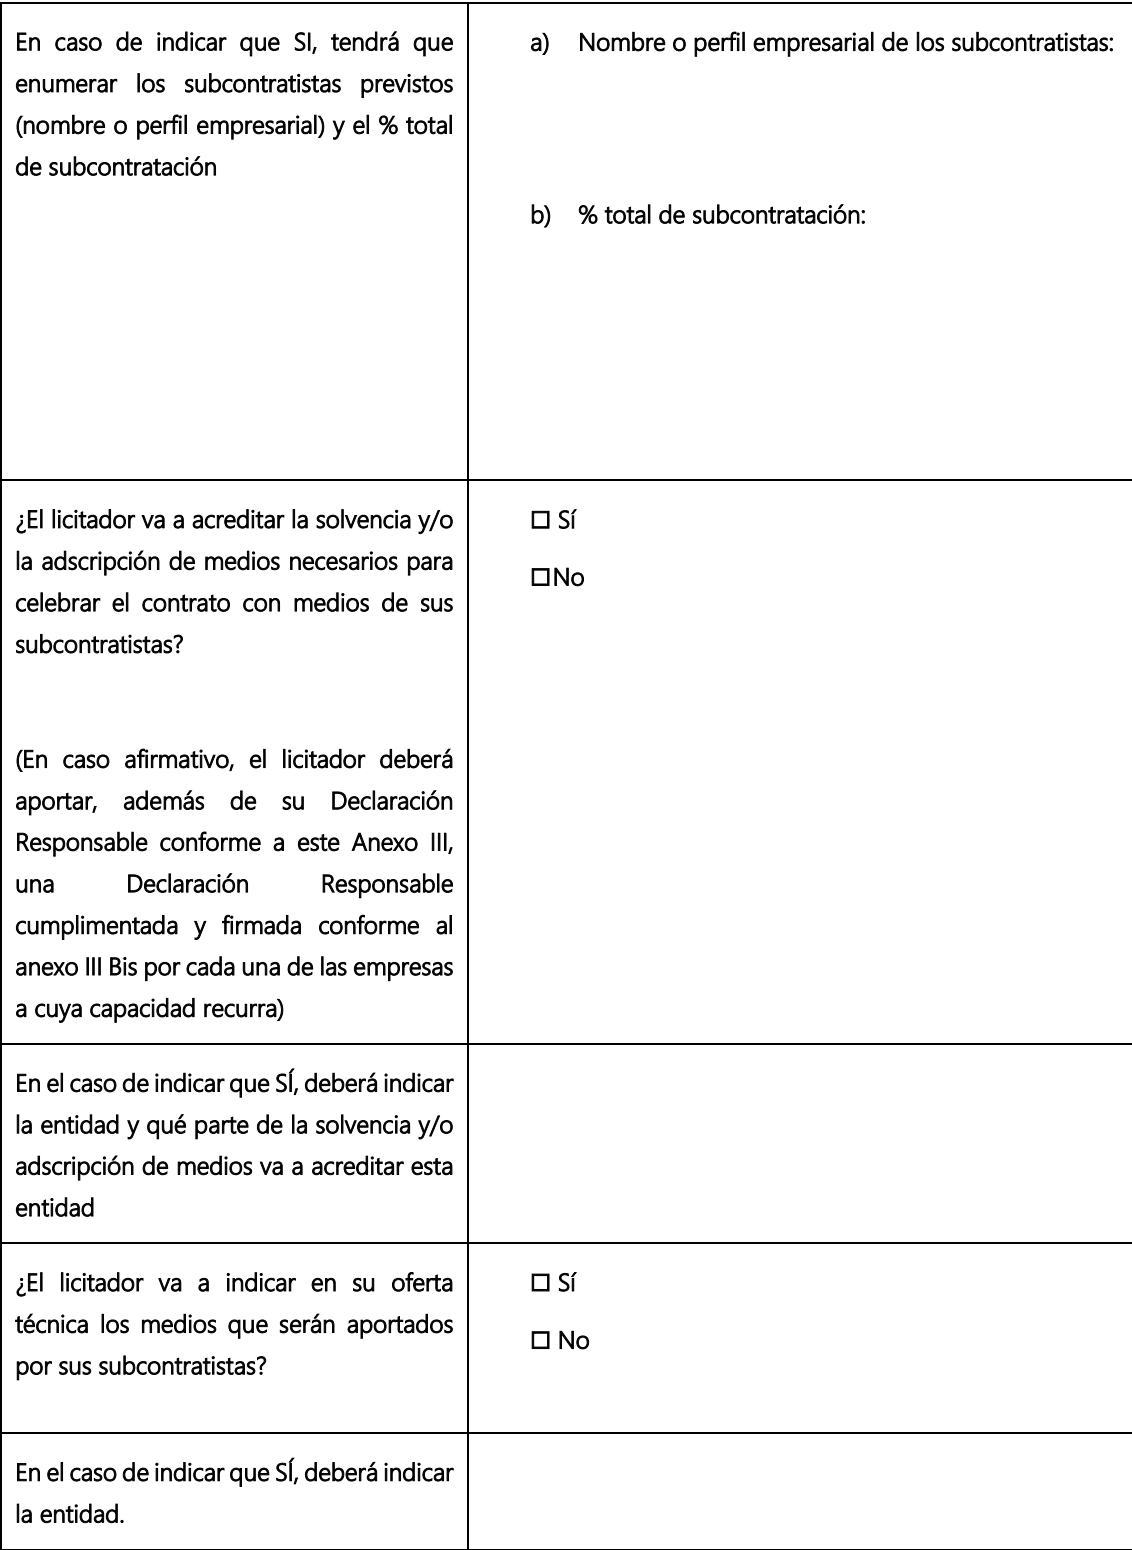 En caso de indicar que SI, tendrá que
enumerar los subcontratistas previstos
(nombre o perfil empresarial) y el % total
de subcontratación
a) Nombre o perfil empresarial de los subcontratistas:
b) % total de subcontratación:
¿El licitador va a acreditar la solvencia y/o
la adscripción de medios necesarios para
celebrar el contrato con medios de sus
subcontratistas?
(En caso afirmativo, el licitador deberá
aportar, además de su Declaración
Responsable conforme a este Anexo III,
una Declaración Responsable
cumplimentada y firmada conforme al
anexo III Bis por cada una de las empresas
a cuya capacidad recurra)
☐ Sí
☐No
En el caso de indicar que SÍ, deberá indicar
la entidad y qué parte de la solvencia y/o
adscripción de medios va a acreditar esta
entidad
¿El licitador va a indicar en su oferta
técnica los medios que serán aportados
por sus subcontratistas?
☐ Sí
☐ No
En el caso de indicar que SÍ, deberá indicar
la entidad.